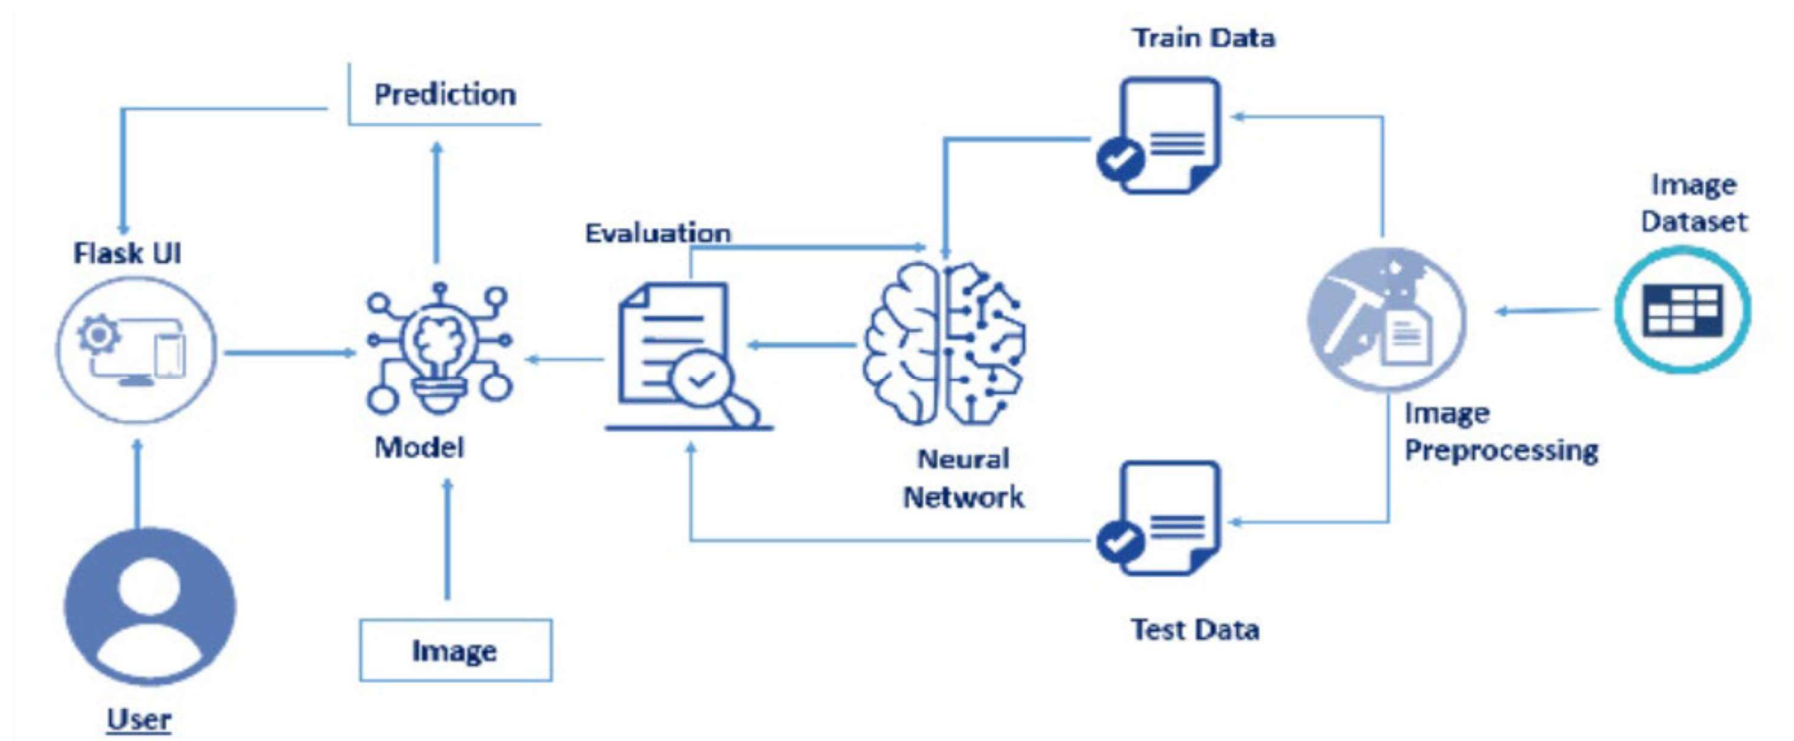 Train Data
Prediction
Image
Dataset
Evaluation
Flask UI
Image
Preprocessing
Model
Neural
Network
Test Data
Image
User